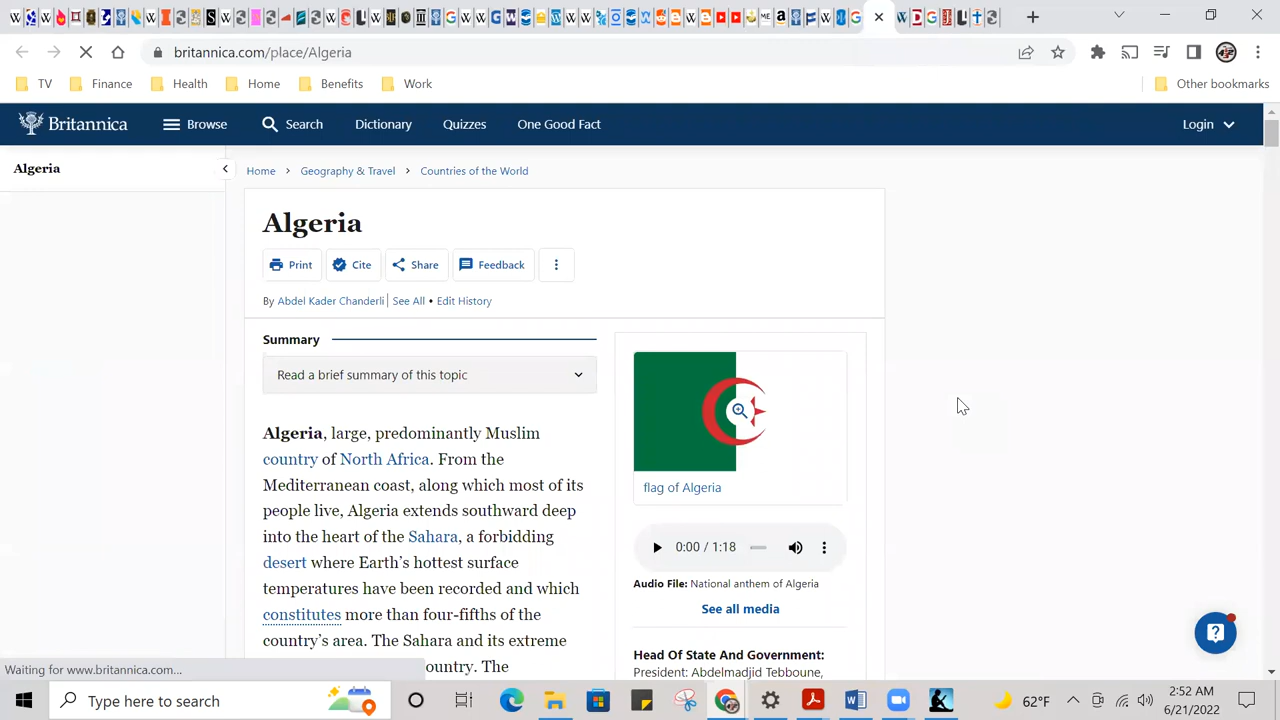 britannica.com/place/Algeria
TV
Finance
Health
Home
Benefits
Work
Other bookmarks
Britannica
Browse
Search
Dictionary
Quizzes
One Good Fact
Login
Algeria
Home > Geography & Travel > Countries of the World
Algeria
Print
Cite
Share
Feedback
By Abdel Kader Chanderli | See All • Edit History
Summary
Read a brief summary of this topic
Algeria, large, predominantly Muslim
country of North Africa. From the
Mediterranean coast, along which most of its
people live, Algeria extends southward deep
into the heart of the Sahara, a forbidding
desert where Earth’s hottest surface
temperatures have been recorded and which
constitutes more than four-fifths of the
country’s area. The Sahara and its extreme
ountry. The
flag of Algeria
0:00 / 1:18
Audio File: National anthem of Algeria
See all media
Head Of State And Government:
President: Abdelmadjid Tebboune,
Waiting for www.britannica.com...
Type here to search
62°F
2:52 AM
6/21/2022